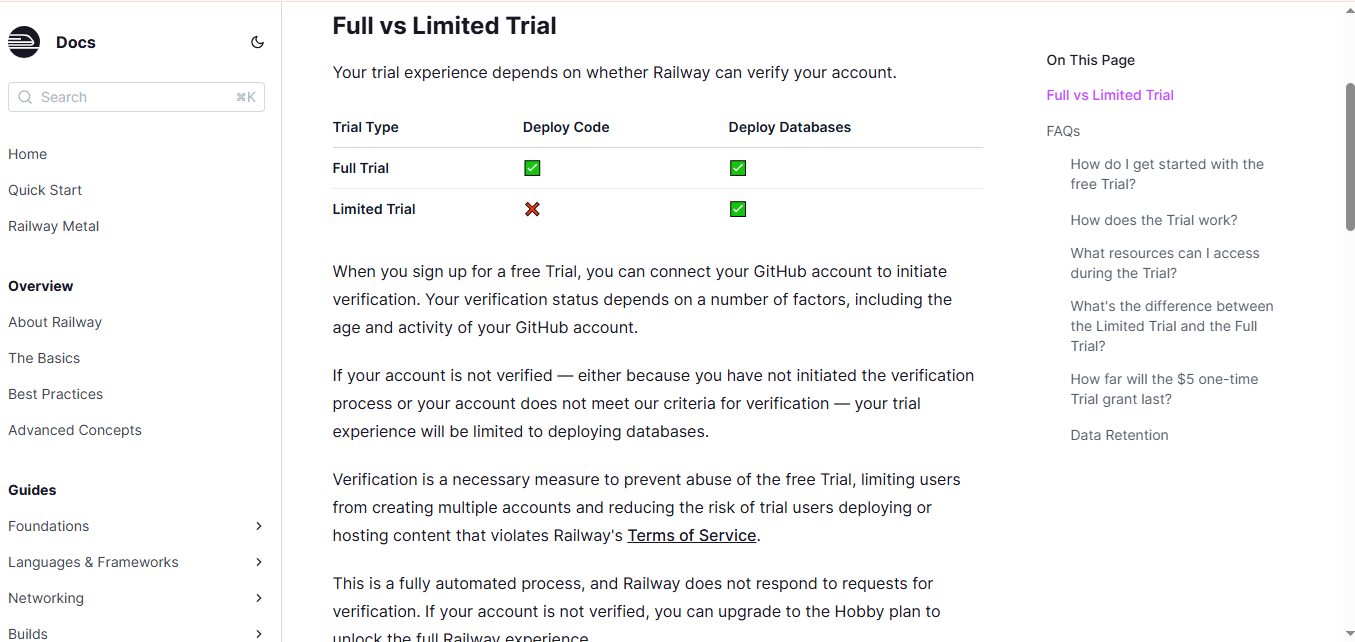 Docs
Search
⌘K
Home
Quick Start
Railway Metal
Overview
About Railway
The Basics
Best Practices
Advanced Concepts
Guides
Foundations
Languages & Frameworks
Networking
Builds
Full vs Limited Trial
Your trial experience depends on whether Railway can verify your account.
Trial Type Deploy Code Deploy Databases
Full Trial ✅ ✅
Limited Trial ❌ ✅
When you sign up for a free Trial, you can connect your GitHub account to initiate
verification. Your verification status depends on a number of factors, including the
age and activity of your GitHub account.
If your account is not verified — either because you have not initiated the verification
process or your account does not meet our criteria for verification — your trial
experience will be limited to deploying databases.
Verification is a necessary measure to prevent abuse of the free Trial, limiting users
from creating multiple accounts and reducing the risk of trial users deploying or
hosting content that violates Railway's Terms of Service.
This is a fully automated process, and Railway does not respond to requests for
verification. If your account is not verified, you can upgrade to the Hobby plan to
unlock the full Railway experience.
On This Page
Full vs Limited Trial
FAQs
How do I get started with the
free Trial?
How does the Trial work?
What resources can I access
during the Trial?
What's the difference between
the Limited Trial and the Full
Trial?
How far will the $5 one-time
Trial grant last?
Data Retention